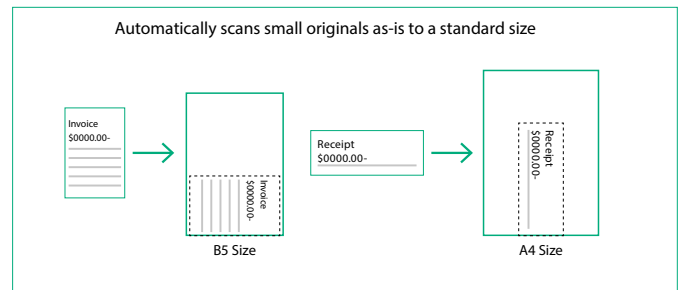 Automatically scans small originals as-is to a standard size
Invoice
$0000.00-
Invoice
$0000.00-
B5 Size
Receipt
$0000.00-
Receipt
$0000.00-
A4 Size